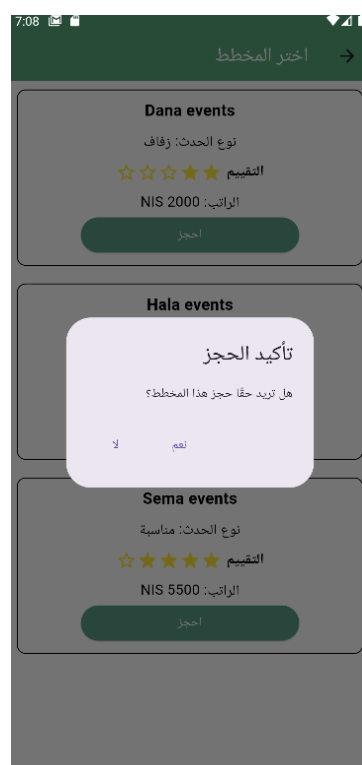 7:08
اختر المخطط
Dana events
نوع الحدث: زفاف
التقييم
الراتب: 2000 NIS
احجز
Hala events
تأكيد الحجز
هل تريد حقًا حجز هذا المخطط؟
نعم لا
Sema events
نوع الحدث: مناسبة
التقييم
الراتب: 5500 NIS
احجز